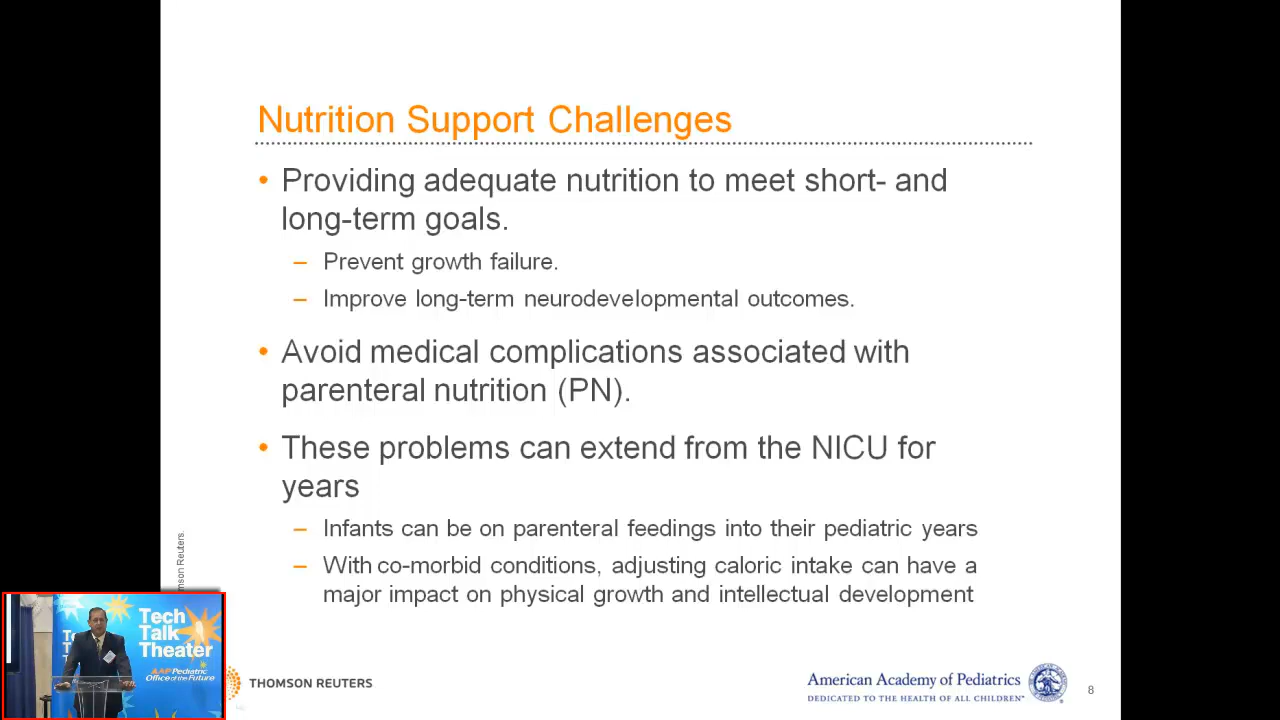 Nutrition Support Challenges
• Providing adequate nutrition to meet short- and
long-term goals.
– Prevent growth failure.
– Improve long-term neurodevelopmental outcomes.
• Avoid medical complications associated with
parenteral nutrition (PN).
• These problems can extend from the NICU for
years
– Infants can be on parenteral feedings into their pediatric years
– With co-morbid conditions, adjusting caloric intake can have a
major impact on physical growth and intellectual development
Reuters.
Tech
Talk
Theater
AAP Pediatric
Office of the Future
THOMSON REUTERS
American Academy of Pediatrics
DEDICATED TO THE HEALTH OF ALL CHILDREN™
8